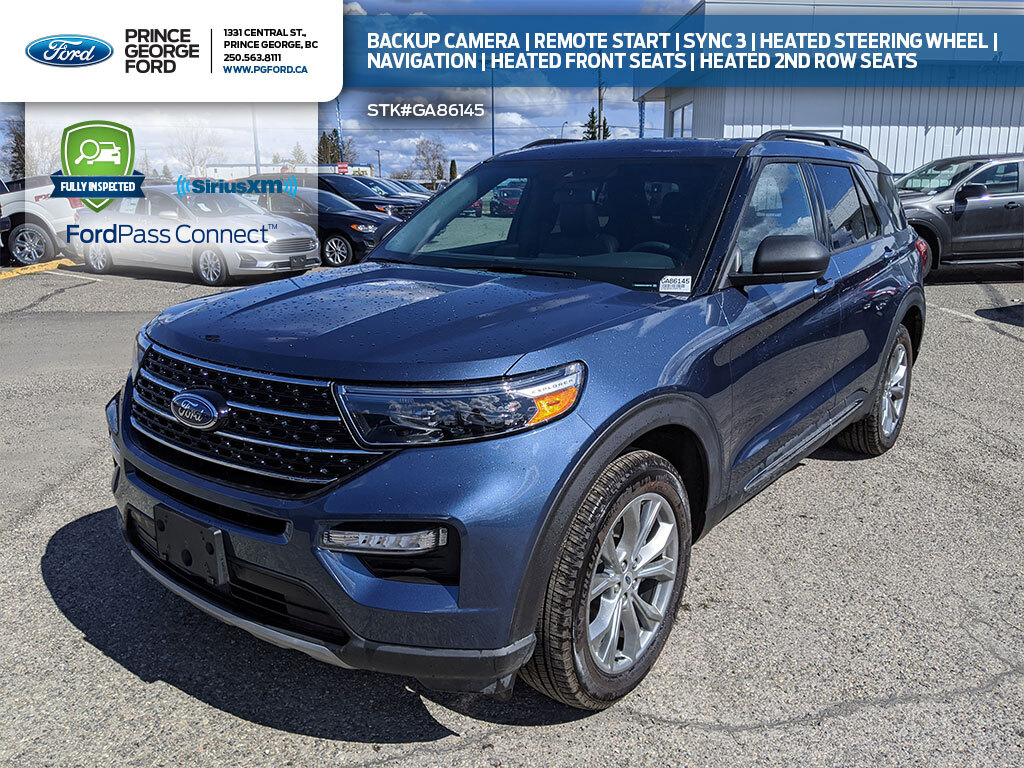 Ford
PRINCE
GEORGE
FORD
1331 CENTRAL ST.,
PRINCE GEORGE, BC
250.563.8111
WWW.PGFORD.CA
BACKUP CAMERA | REMOTE START | SYNC 3 | HEATED STEERING WHEEL |
NAVIGATION | HEATED FRONT SEATS | HEATED 2ND ROW SEATS
STK#GA86145
FULLY INSPECTED
SiriusXM
FordPass Connect™
GA86145
EXPLORER
Ford